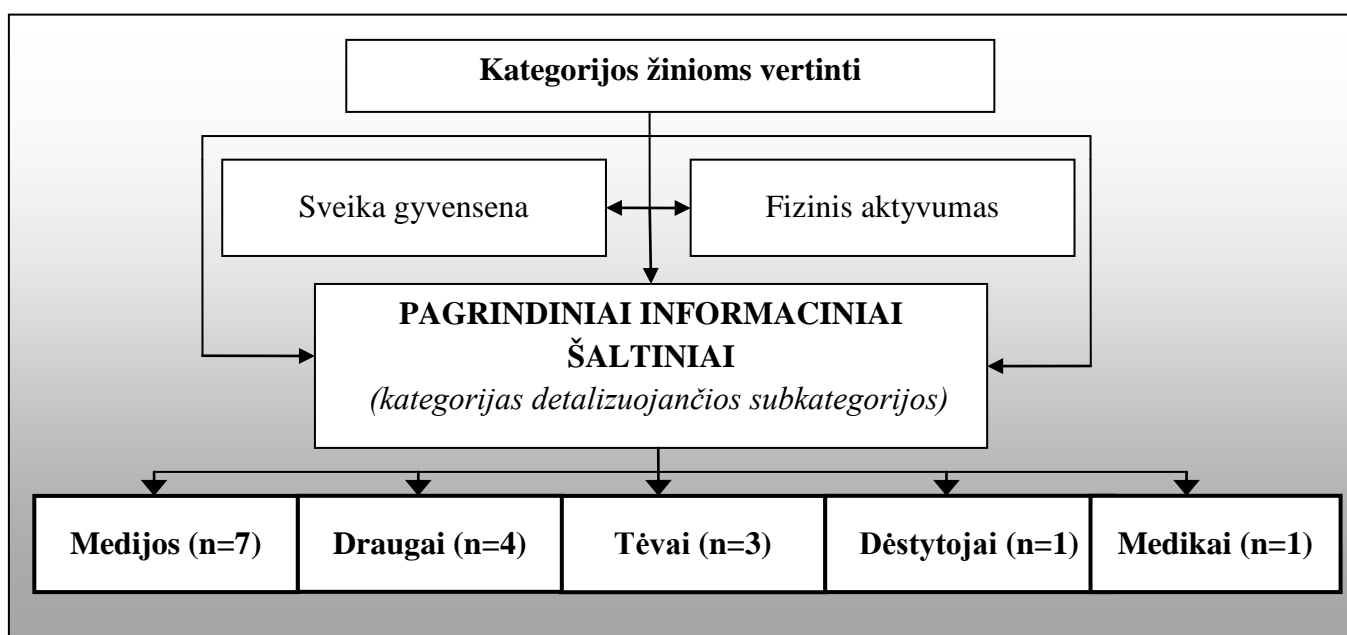 Kategorijos žinioms vertinti
Sveika gyvensena
Fizinis aktyvumas
PAGRINDINIAI INFORMACINIAI
ŠALTINIAI
(kategorijas detalizuojančios subkategorijos)
Medijos (n=7)
Draugai (n=4)
Tėvai (n=3)
Dėstytojai (n=1)
Medikai (n=1)